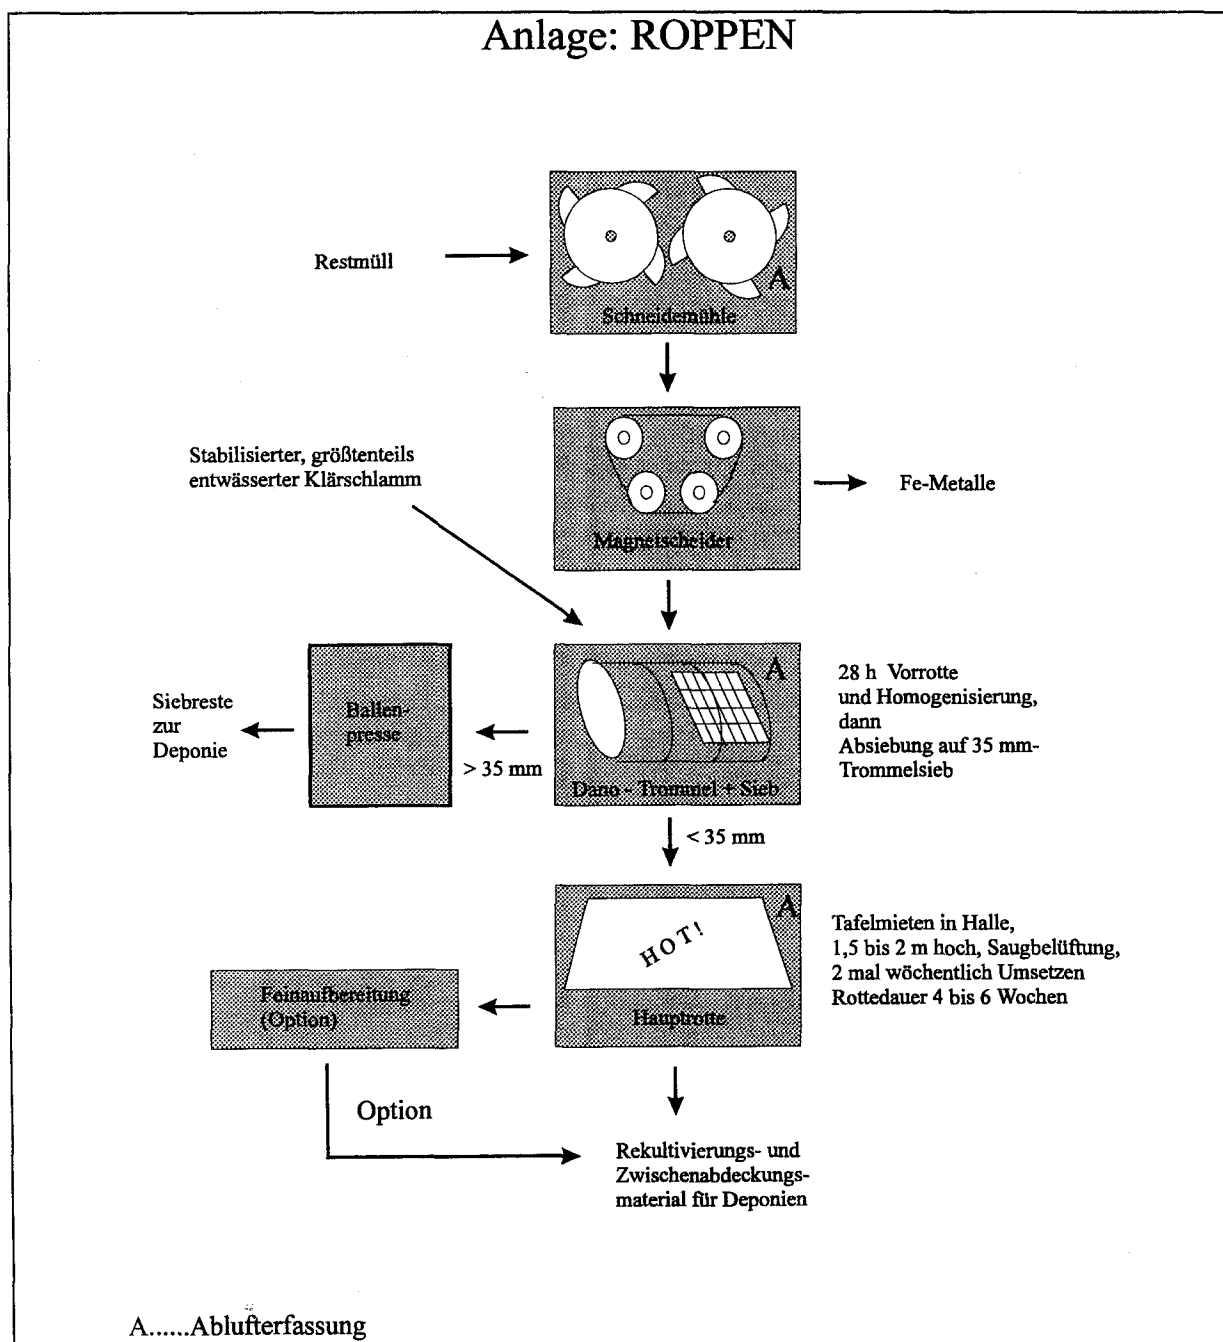 Anlage: ROPPEN
Restmüll
A
Schneidemühle
Stabilisierter, größtenteils
entwässerter Klärschlamm
Magnetscheider
Fe-Metalle
Siebreste
zur
Deponie
Ballen-
presse
> 35 mm
A
Dano - Trommel + Sieb
28 h Vorrotte
und Homogenisierung,
dann
Absiebung auf 35 mm-
Trommelsieb
< 35 mm
A
HOT!
Hauptrotte
Tafelmieten in Halle,
1,5 bis 2 m hoch, Saugbelüftung,
2 mal wöchentlich Umsetzen
Rottedauer 4 bis 6 Wochen
Feinaufbereitung
(Option)
Option
Rekultivierungs- und
Zwischenabdeckungs-
material für Deponien
A......Ablufterfassung